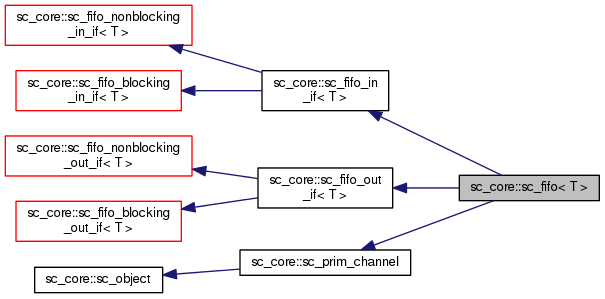 sc_core::sc_fifo_nonblocking
_in_if< T >
sc_core::sc_fifo_blocking
_in_if< T >
sc_core::sc_fifo_in
_if< T >
sc_core::sc_fifo_nonblocking
_out_if< T >
sc_core::sc_fifo_out
_if< T >
sc_core::sc_fifo< T >
sc_core::sc_fifo_blocking
_out_if< T >
sc_core::sc_prim_channel
sc_core::sc_object